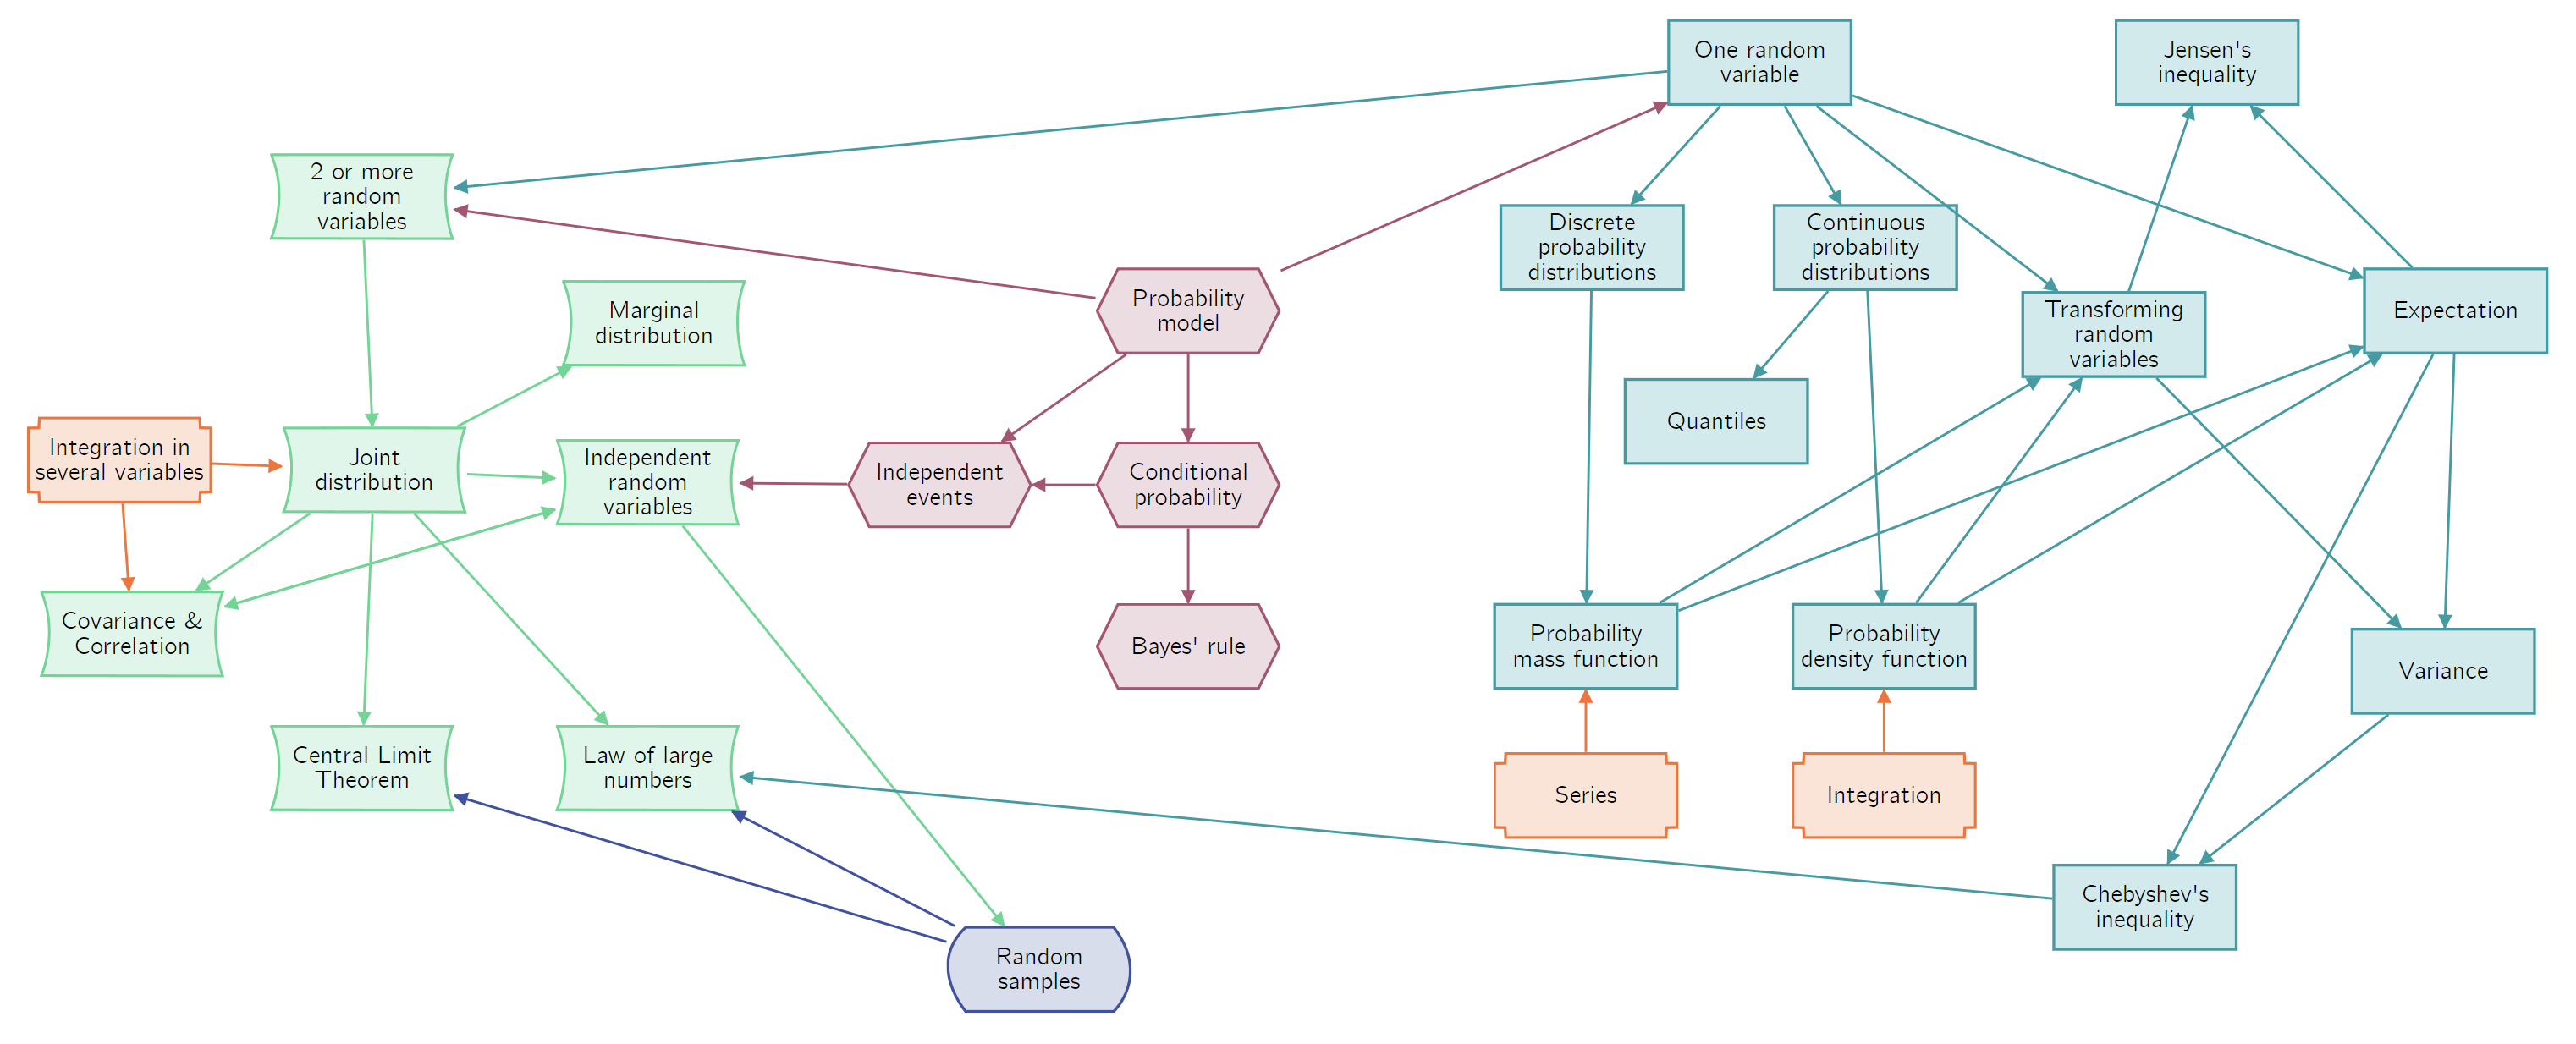 One random
variable
Jensen's
inequality
2 or more
random
variables
Discrete
probability
distributions
Continuous
probability
distributions
Marginal
distribution
Probability
model
Transforming
random
variables
Expectation
Quantiles
Integration in
several variables
Joint
distribution
Independent
random
variables
Independent
events
Conditional
probability
Covariance &
Correlation
Bayes' rule
Probability
mass function
Probability
density function
Variance
Central Limit
Theorem
Law of large
numbers
Series
Integration
Chebyshev's
inequality
Random
samples